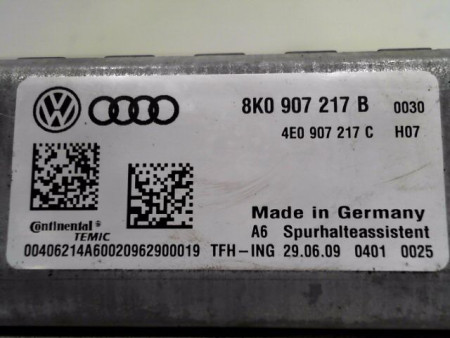 8K0 907 217 B 0030
4E0 907 217 C H07
Continental®
TEMIC
Made in Germany
A6 Spurhalteassistent
00406214A60020962900019 TFH-ING 29.06.09 0401 0025